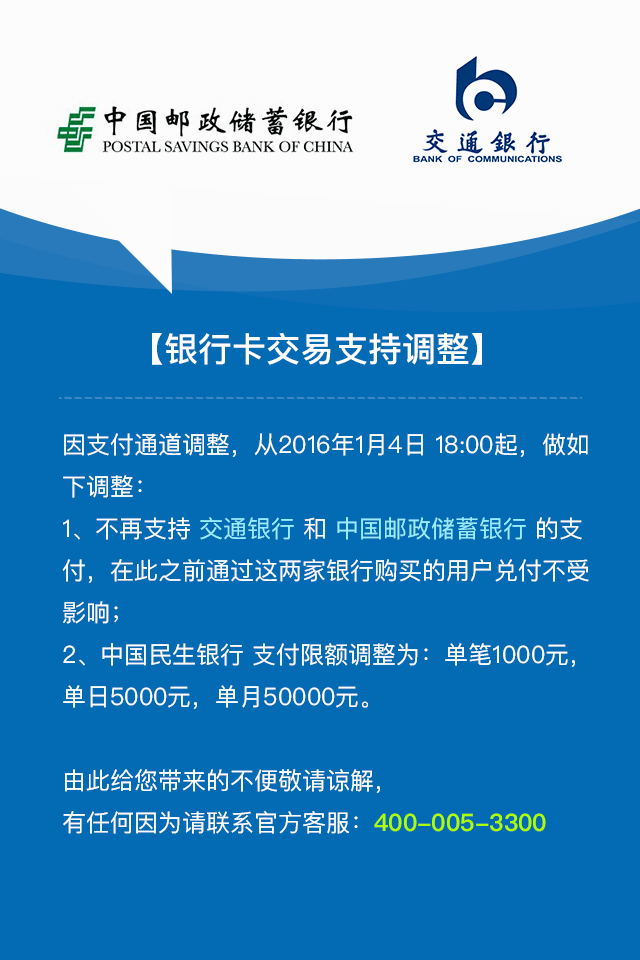 中国邮政储蓄银行
POSTAL SAVINGS BANK OF CHINA
交通銀行
BANK OF COMMUNICATIONS
【银行卡交易支持调整】
因支付通道调整，从2016年1月4日 18:00起，做如
下调整：
1、不再支持 交通银行 和 中国邮政储蓄银行 的支
付，在此之前通过这两家银行购买的用户兑付不受
影响；
2、中国民生银行 支付限额调整为：单笔1000元，
单日5000元，单月50000元。
由此给您带来的不便敬请谅解，
有任何因为请联系官方客服：400-005-3300